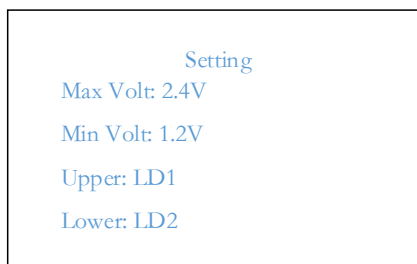 Setting
Max Volt: 2.4V
Min Volt: 1.2V
Upper: LD1
Lower: LD2